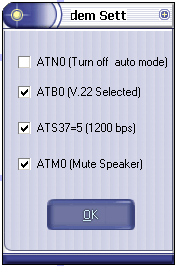 dem Sett
ATN0 (Turn off auto mode)
ATB0 (V.22 Selected)
ATS37=5 (1200 bps)
ATM0 (Mute Speaker)
OK